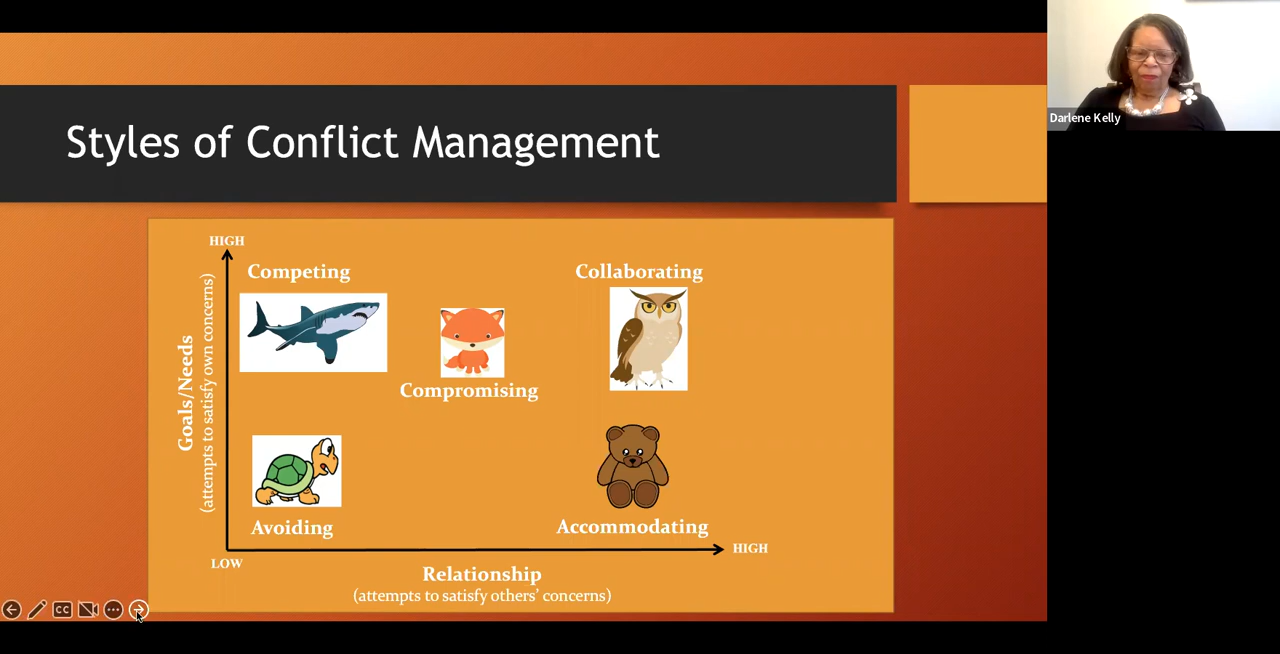 Styles of Conflict Management
HIGH
Competing
Collaborating
Goals/Needs
(attempts to satisfy own concerns)
Compromising
Avoiding
Accommodating
HIGH
LOW
Relationship
(attempts to satisfy others’ concerns)
CC
Darlene Kelly